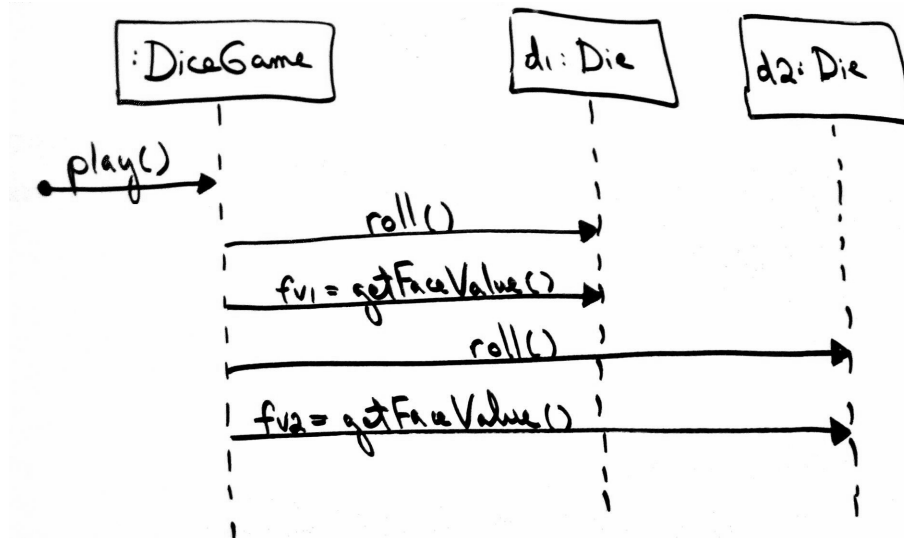 :DiceGame
d1:Die
d2:Die
play()
roll()
fv1 = getFaceValue()
roll()
fv2 = getFaceValue()